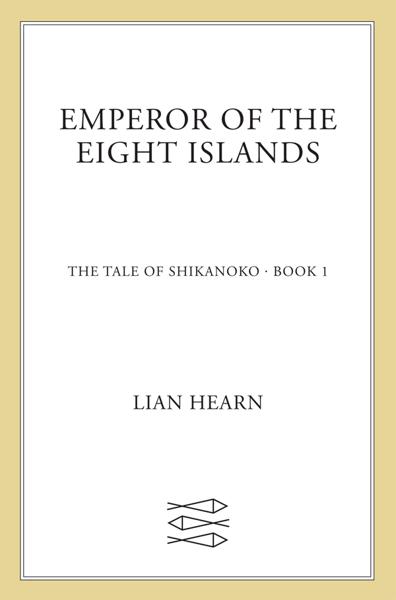 EMPEROR OF THE
EIGHT ISLANDS
THE TALE OF SHIKANOKO · BOOK 1
LIAN HEARN